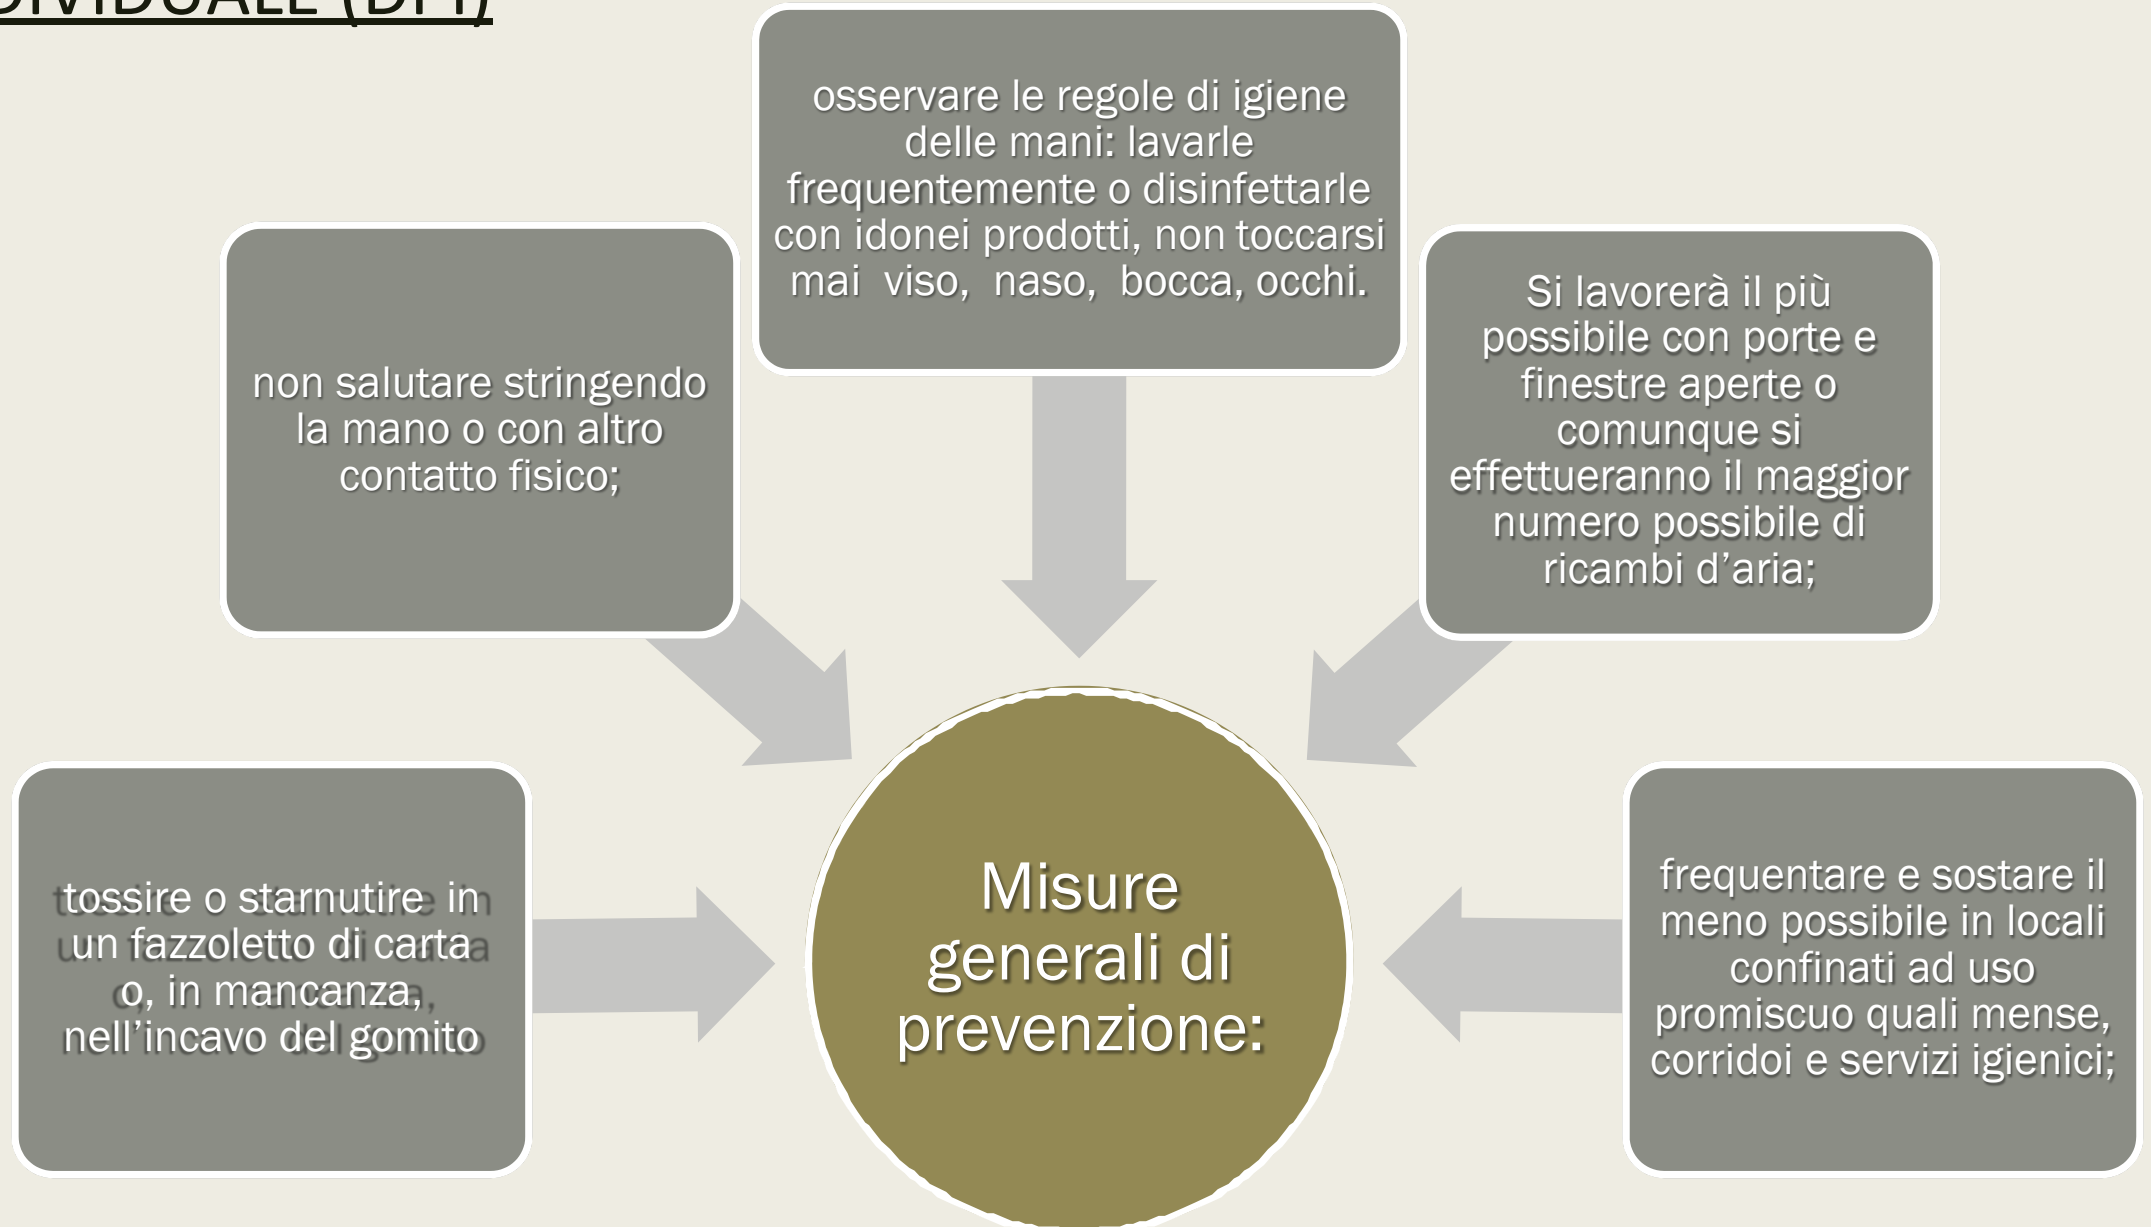 DIVIDUALE (DPI)
osservare le regole di igiene
delle mani: lavarle
frequentemente o disinfettarle
con idonei prodotti, non toccarsi
mai viso, naso, bocca, occhi.
non salutare stringendo
la mano o con altro
contatto fisico;
Si lavorerà il più
possibile con porte e
finestre aperte o
comunque si
effettueranno il maggior
numero possibile di
ricambi d’aria;
tossire o starnutire in
un fazzoletto di carta
o, in mancanza,
nell’incavo del gomito
Misure
generali di
prevenzione:
frequentare e sostare il
meno possibile in locali
confinati ad uso
promiscuo quali mense,
corridoi e servizi igienici;